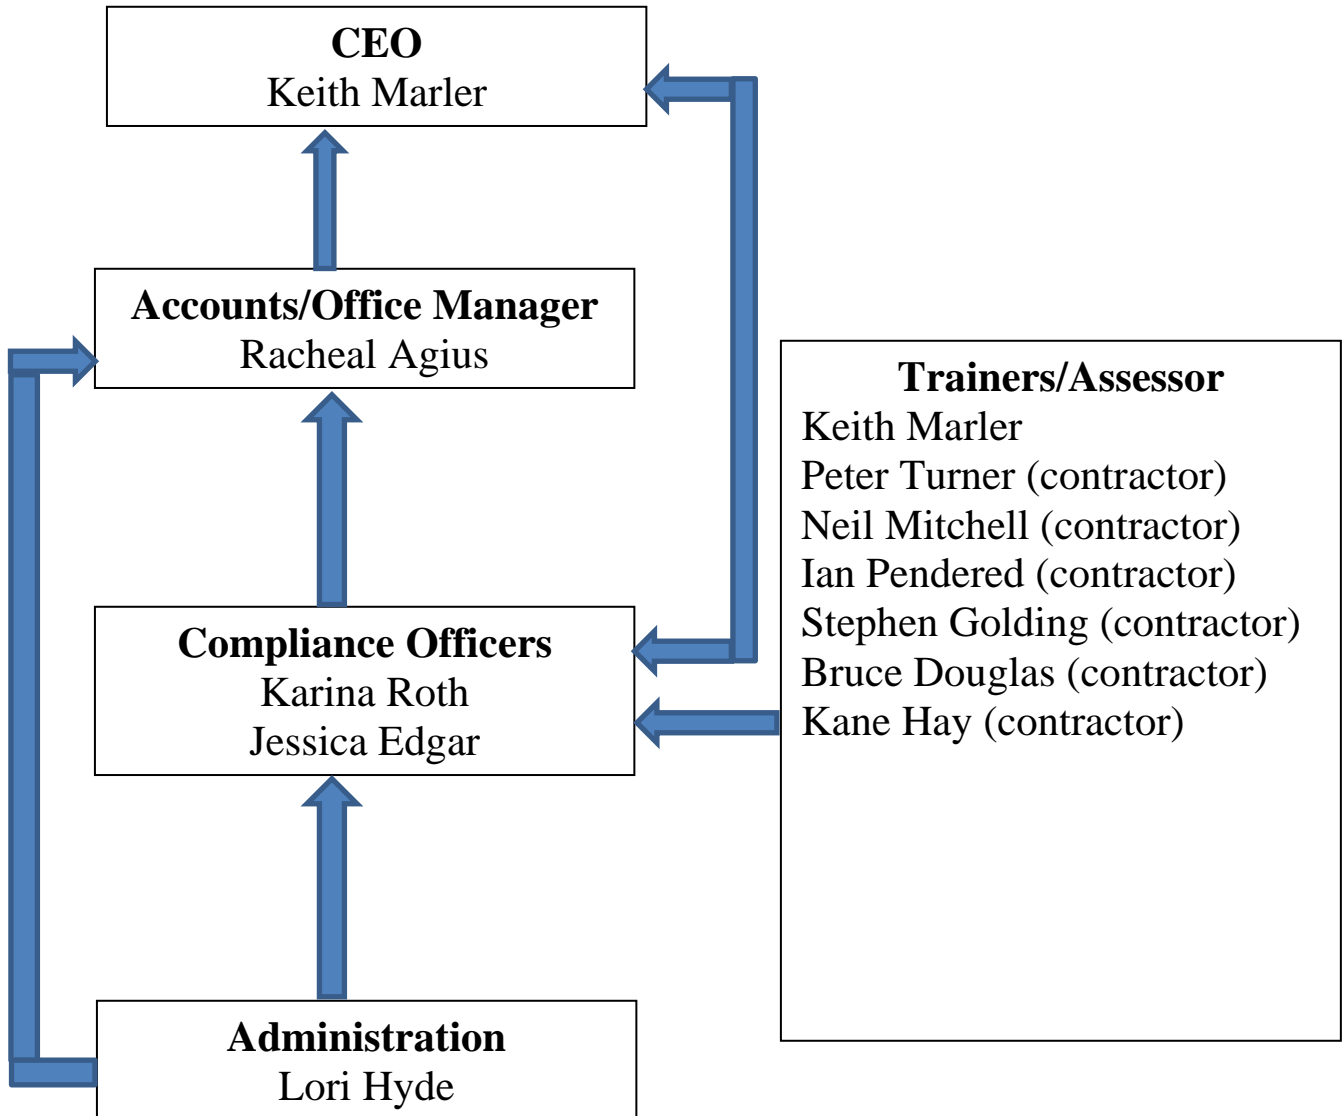 CEO
Keith Marler
Accounts/Office Manager
Racheal Agius
Trainers/Assessor
Keith Marler
Peter Turner (contractor)
Neil Mitchell (contractor)
Ian Pendered (contractor)
Stephen Golding (contractor)
Bruce Douglas (contractor)
Kane Hay (contractor)
Compliance Officers
Karina Roth
Jessica Edgar
Administration
Lori Hyde